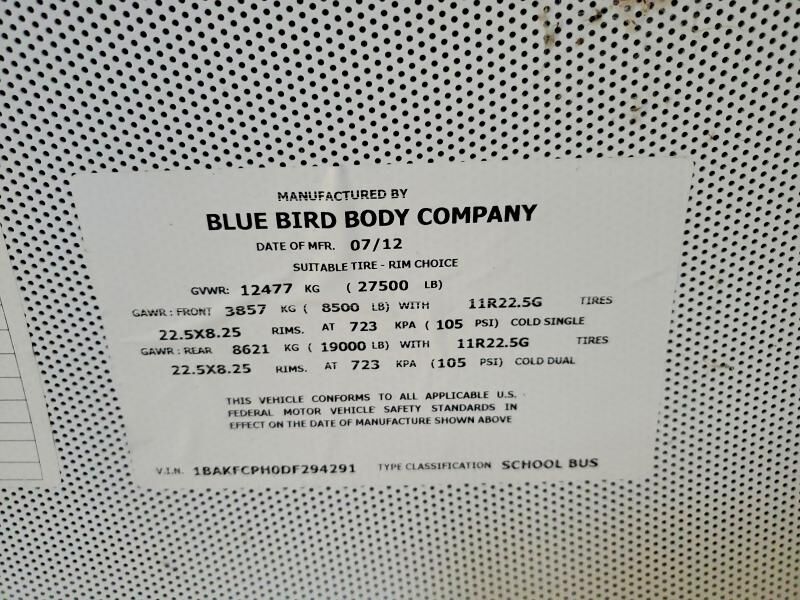 MANUFACTURED BY
BLUE BIRD BODY COMPANY
DATE OF MFR. 07/12
SUITABLE TIRE - RIM CHOICE
GVWR: 12477 KG ( 27500 LB)
GAWR : FRONT 3857 KG ( 8500 LB) WITH 11R22.5G TIRES
22.5X8.25 RIMS. AT 723 KPA ( 105 PSI) COLD SINGLE
GAWR : REAR 8621 KG ( 19000 LB) WITH 11R22.5G TIRES
22.5X8.25 RIMS. AT 723 KPA (105 PSI) COLD DUAL
THIS VEHICLE CONFORMS TO ALL APPLICABLE U.S.
FEDERAL MOTOR VEHICLE SAFETY STANDARDS IN
EFFECT ON THE DATE OF MANUFACTURE SHOWN ABOVE
V.I.N. 1BAKFCPH0DF294291 TYPE CLASSIFICATION SCHOOL BUS